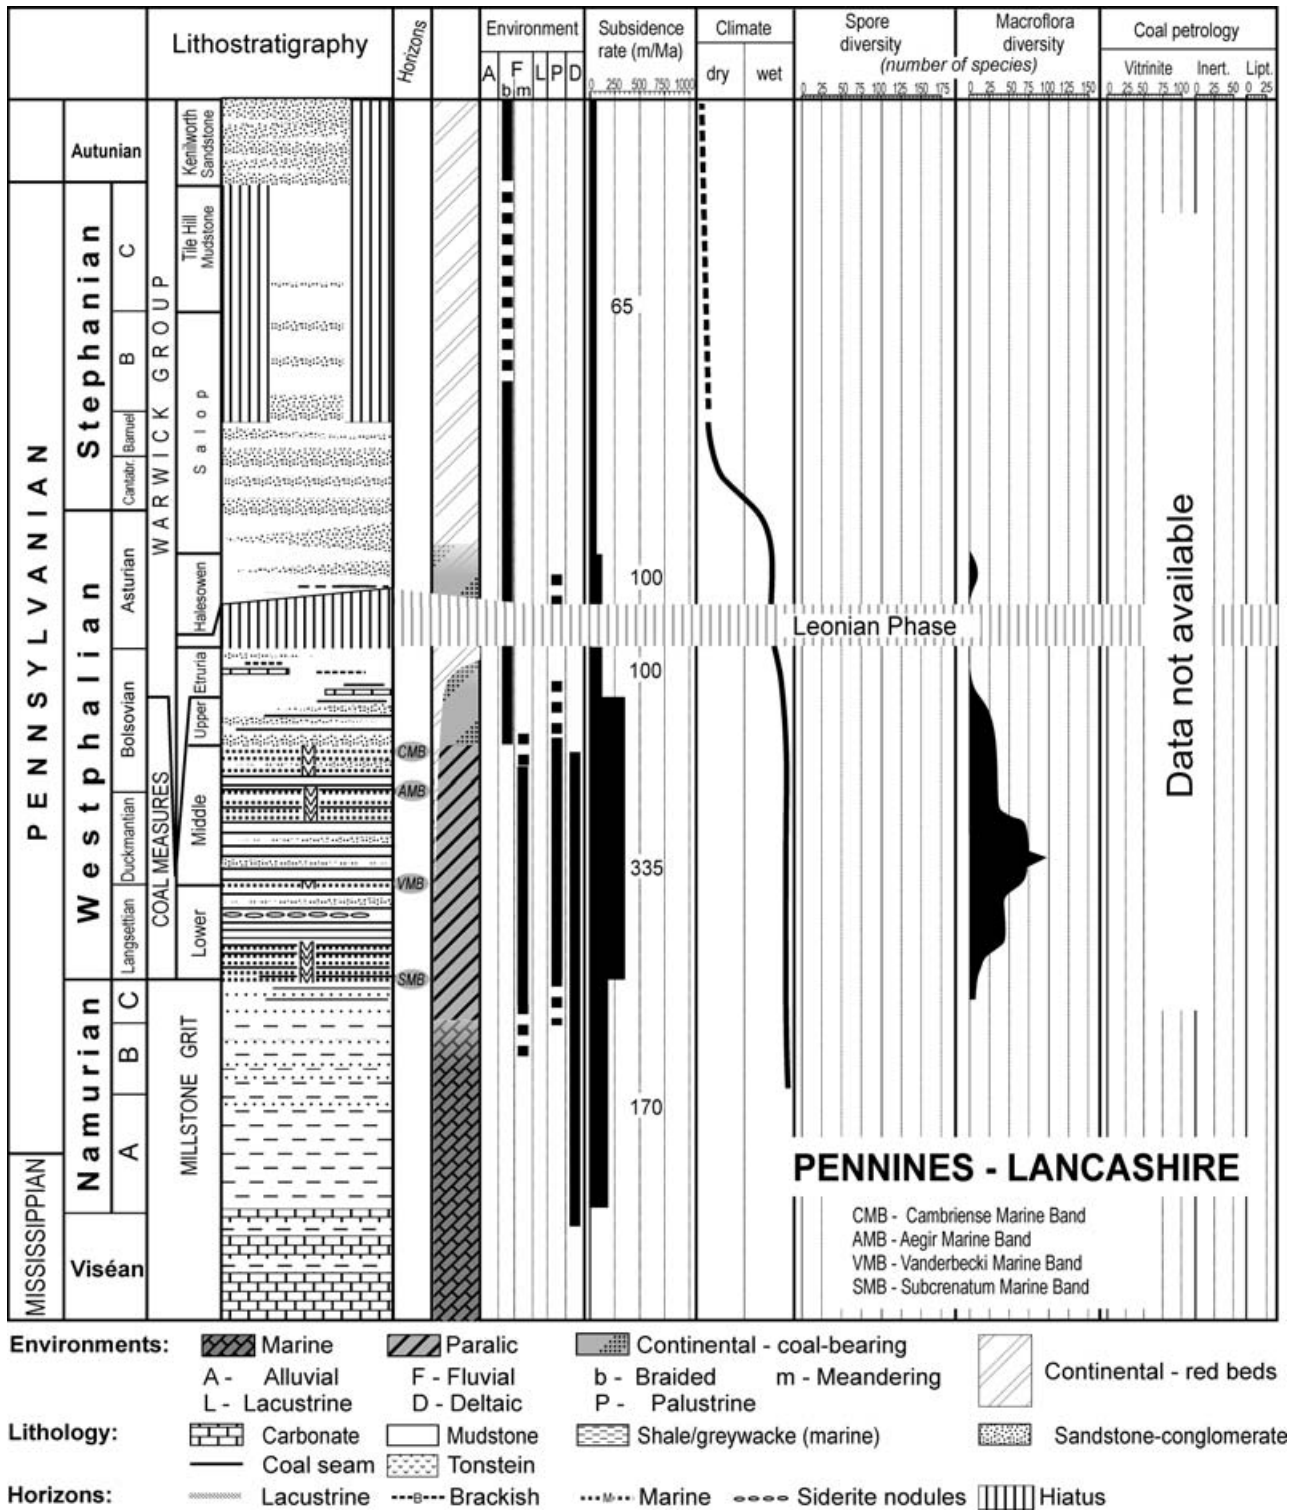 Lithostratigraphy
Horizons
Environment
A F L P D
b m
Subsidence
rate (m/Ma)
0 250 500 750 1000
Climate
dry wet
Spore
diversity
Macroflora
diversity
(number of species)
0 25 50 75 100 125 150 175
0 25 50 75 100 125 150
Coal petrology
Vitrinite Inert. Lipt.
0 25 50 75 100 0 25 50 0 25
PENNSYLVANIAN
MISSISSIPPIAN
Stephanian
Westphalian
Namurian
Autunian
C
B
Barruel
Cantabr.
Asturian
Bolsovian
Duckmantian
Langsettian
C
B
A
Viséan
WARWICK GROUP
COAL MEASURES
MILLSTONE GRIT
Kenilworth
Sandstone
Tile Hill
Mudstone
Salop
Halesowen
Etruria
Upper
Middle
Lower
CMB
AMB
VMB
SMB
65
100
100
335
170
Leonian Phase
Data not available
PENNINES - LANCASHIRE
CMB - Cambriense Marine Band
AMB - Aegir Marine Band
VMB - Vanderbecki Marine Band
SMB - Subcrenatum Marine Band
Environments: Marine Paralic Continental - coal-bearing Continental - red beds
A - Alluvial F - Fluvial b - Braided m - Meandering
L - Lacustrine D - Deltaic P - Palustrine
Lithology: Carbonate Mudstone Shale/greywacke (marine) Sandstone-conglomerate
Coal seam Tonstein
Horizons: Lacustrine B Brackish M Marine Siderite nodules Hiatus